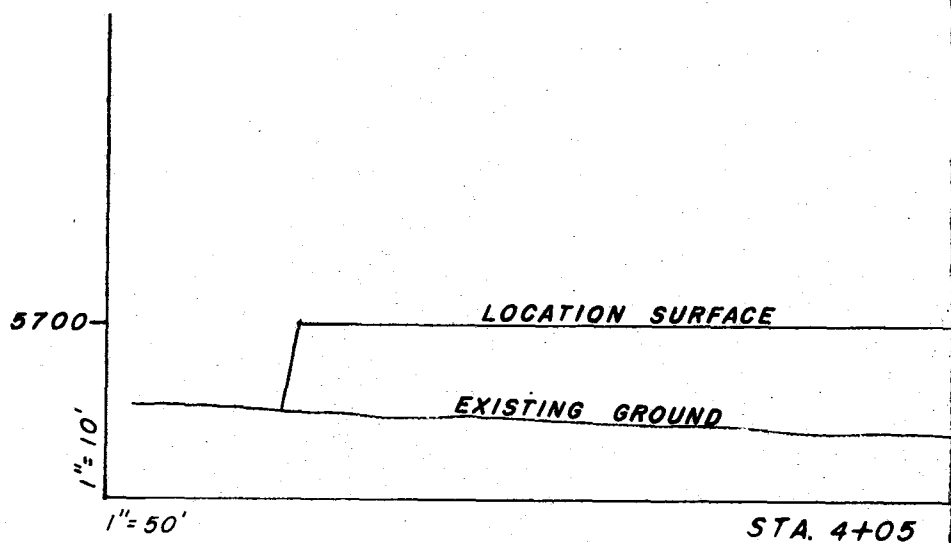 LOCATION SURFACE
5700
EXISTING GROUND
1"=10'
1"=50'
STA. 4+05